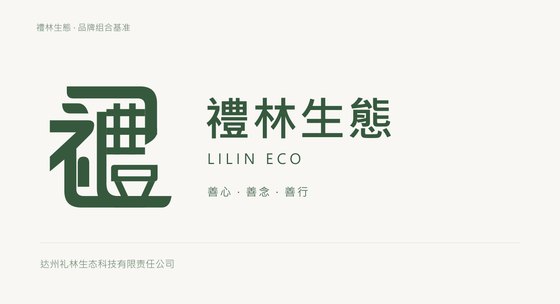 禮林生態 · 品牌組合基准
禮
禮林生態
LILIN ECO
善心 · 善念 · 善行
达州礼林生态科技有限责任公司